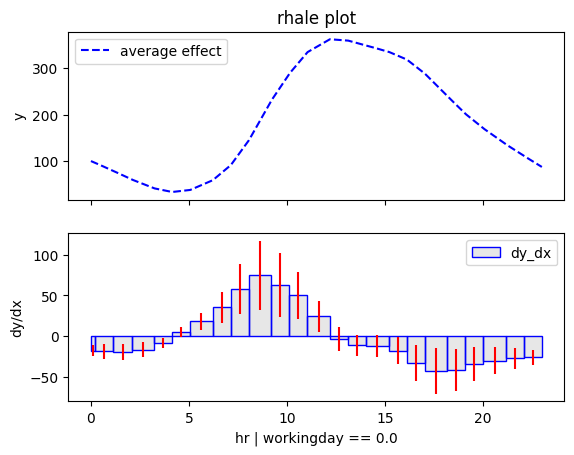 rhale plot
average effect
300
200
100
y
dy_dx
100
50
0
−50
dy/dx
0 5 10 15 20
hr | workingday == 0.0